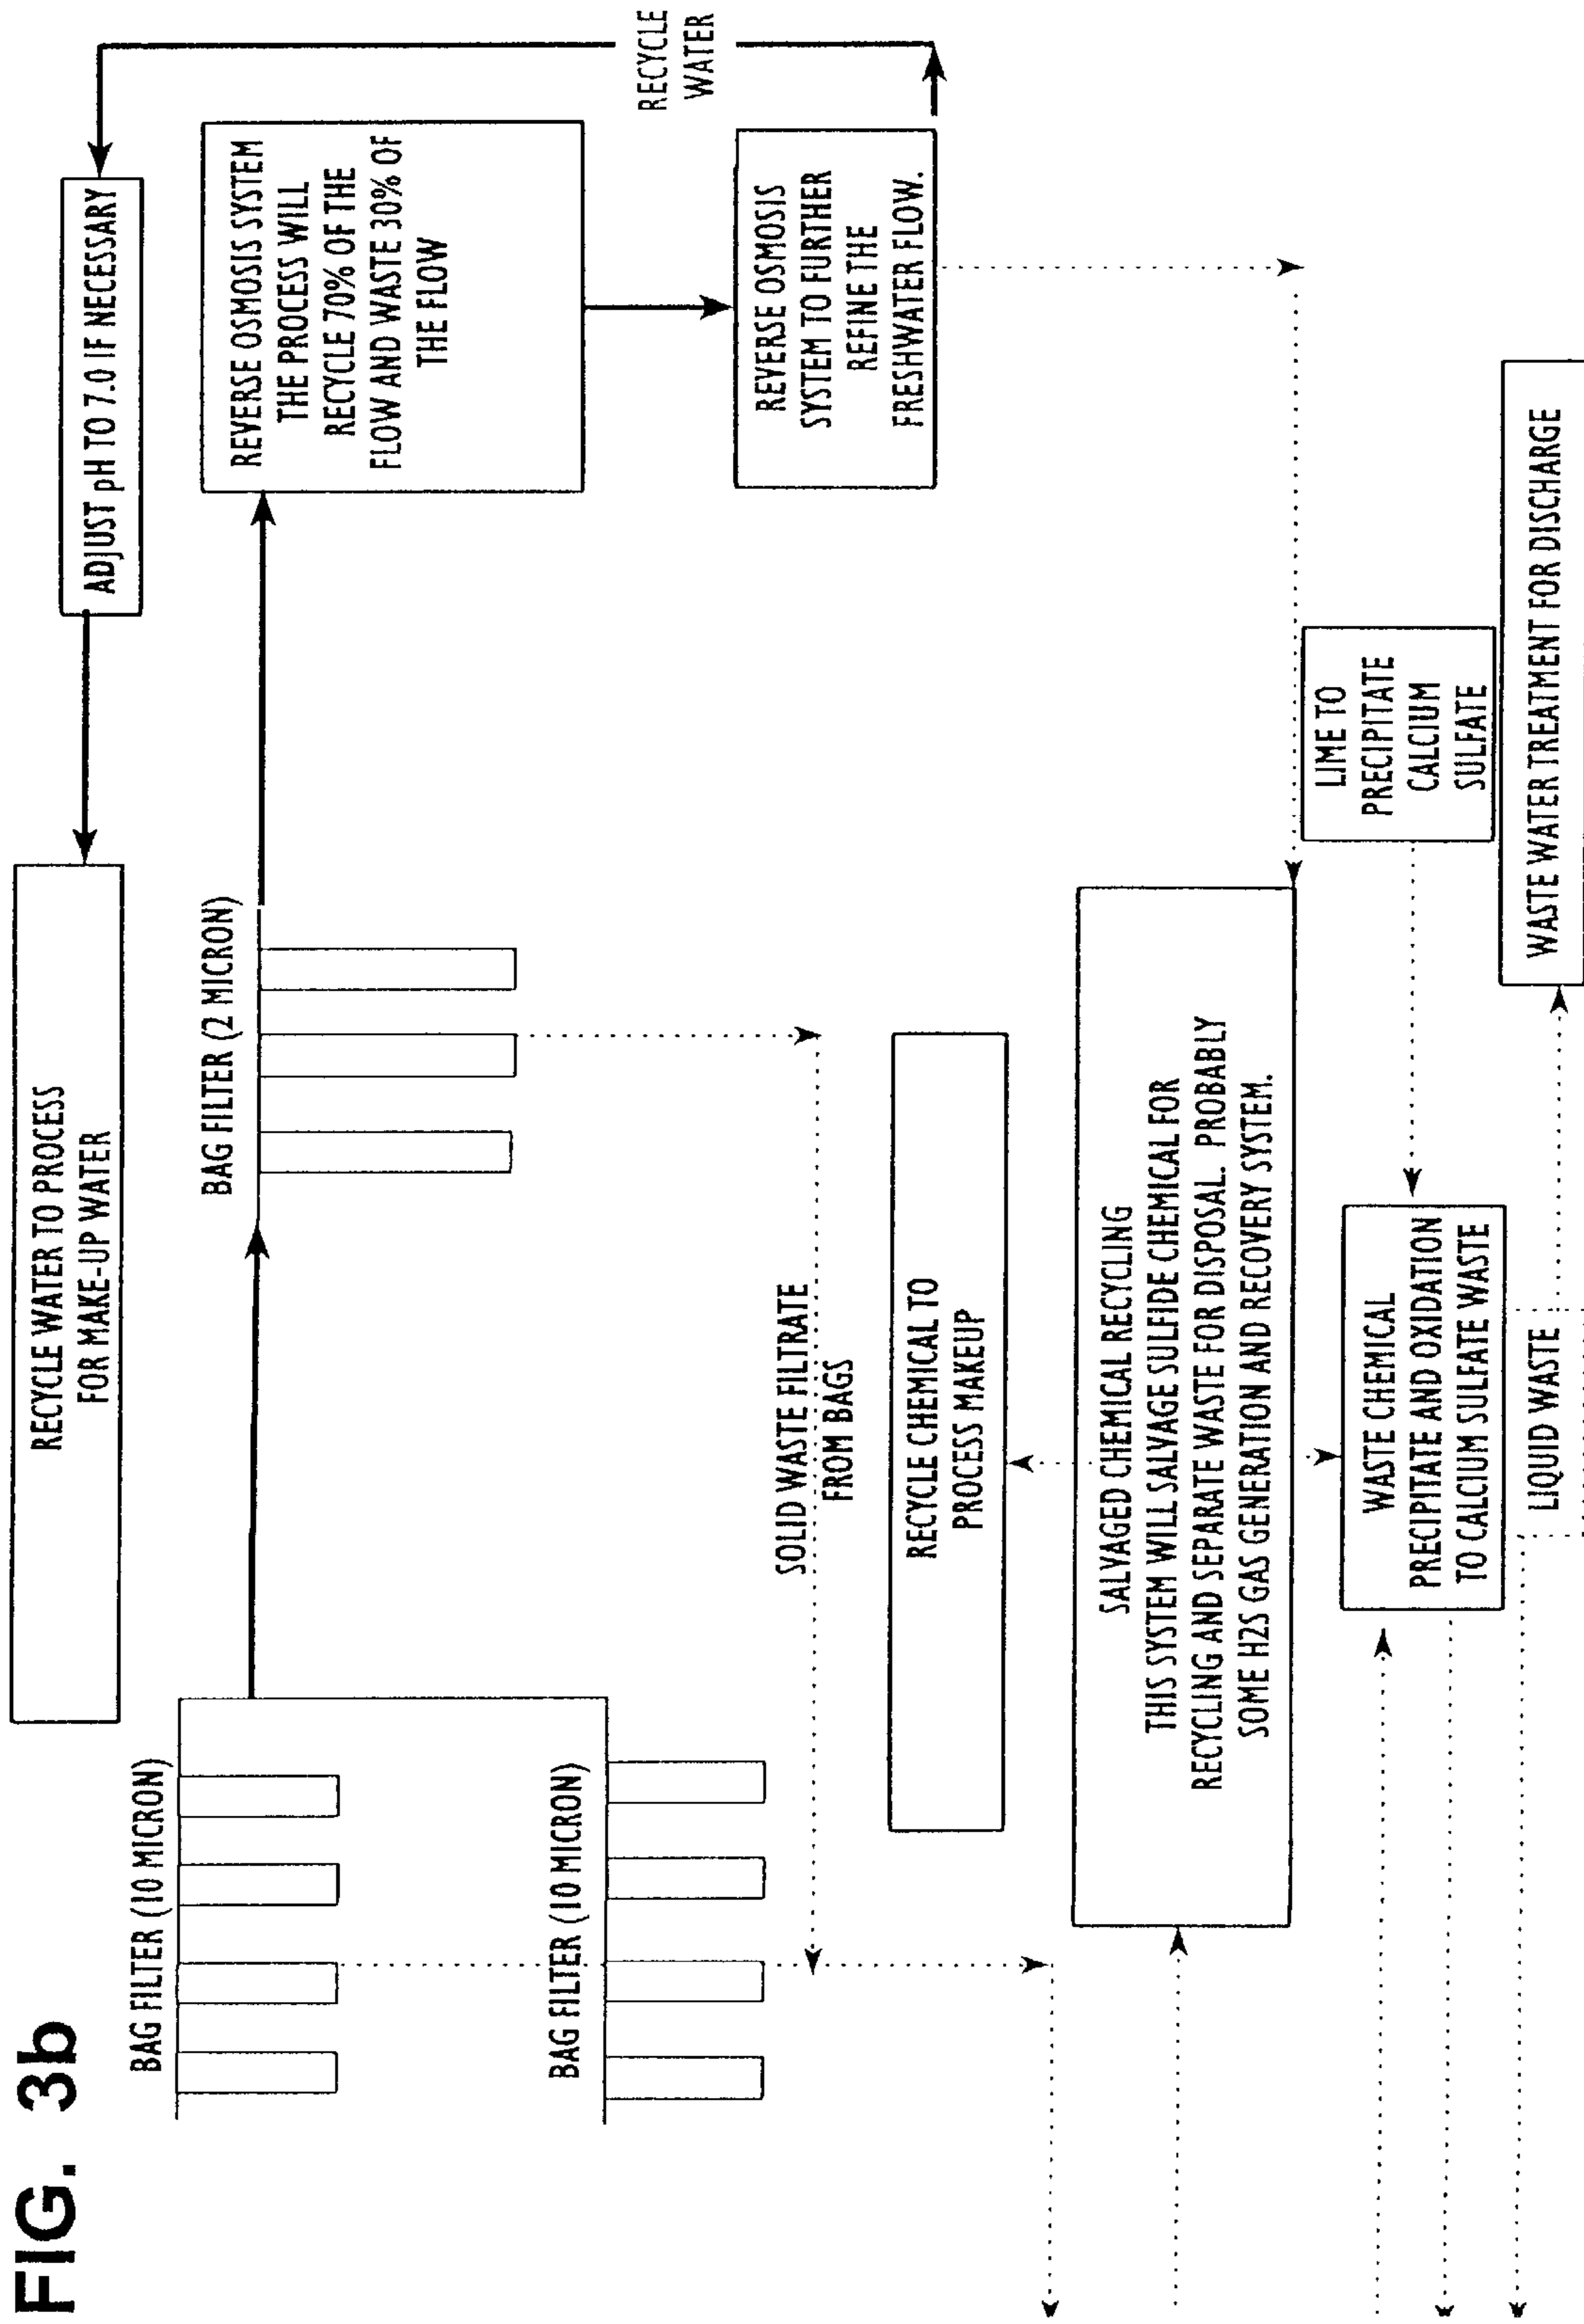 FIG. 3b
RECYCLE WATER TO PROCESS
FOR MAKE-UP WATER
ADJUST pH TO 7.0 IF NECESSARY
BAG FILTER (10 MICRON)
BAG FILTER (2 MICRON)
REVERSE OSMOSIS SYSTEM
THE PROCESS WILL
RECYCLE 70% OF THE
FLOW AND WASTE 30% OF
THE FLOW
RECYCLE
WATER
BAG FILTER (10 MICRON)
SOLID WASTE FILTRATE
FROM BAGS
REVERSE OSMOSIS
SYSTEM TO FURTHER
REFINE THE
FRESHWATER FLOW.
RECYCLE CHEMICAL TO
PROCESS MAKEUP
SALVAGED CHEMICAL RECYCLING
THIS SYSTEM WILL SALVAGE SULFIDE CHEMICAL FOR
RECYCLING AND SEPARATE WASTE FOR DISPOSAL. PROBABLY
SOME H2S GAS GENERATION AND RECOVERY SYSTEM.
LIME TO
PRECIPITATE
CALCIUM
SULFATE
WASTE CHEMICAL
PRECIPITATE AND OXIDATION
TO CALCIUM SULFATE WASTE
LIQUID WASTE
WASTE WATER TREATMENT FOR DISCHARGE